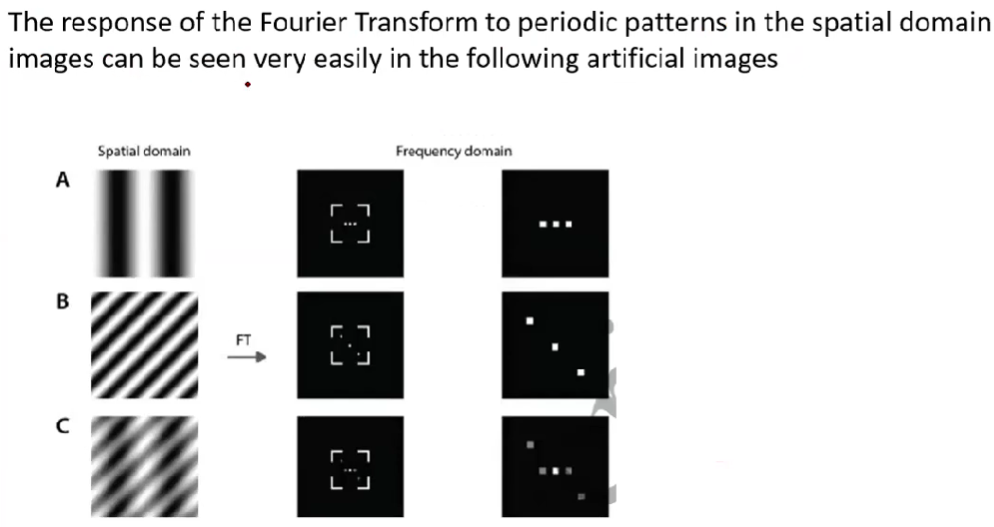 The response of the Fourier Transform to periodic patterns in the spatial domain
images can be seen very easily in the following artificial images
Spatial domain
Frequency domain
A
B
FT
C